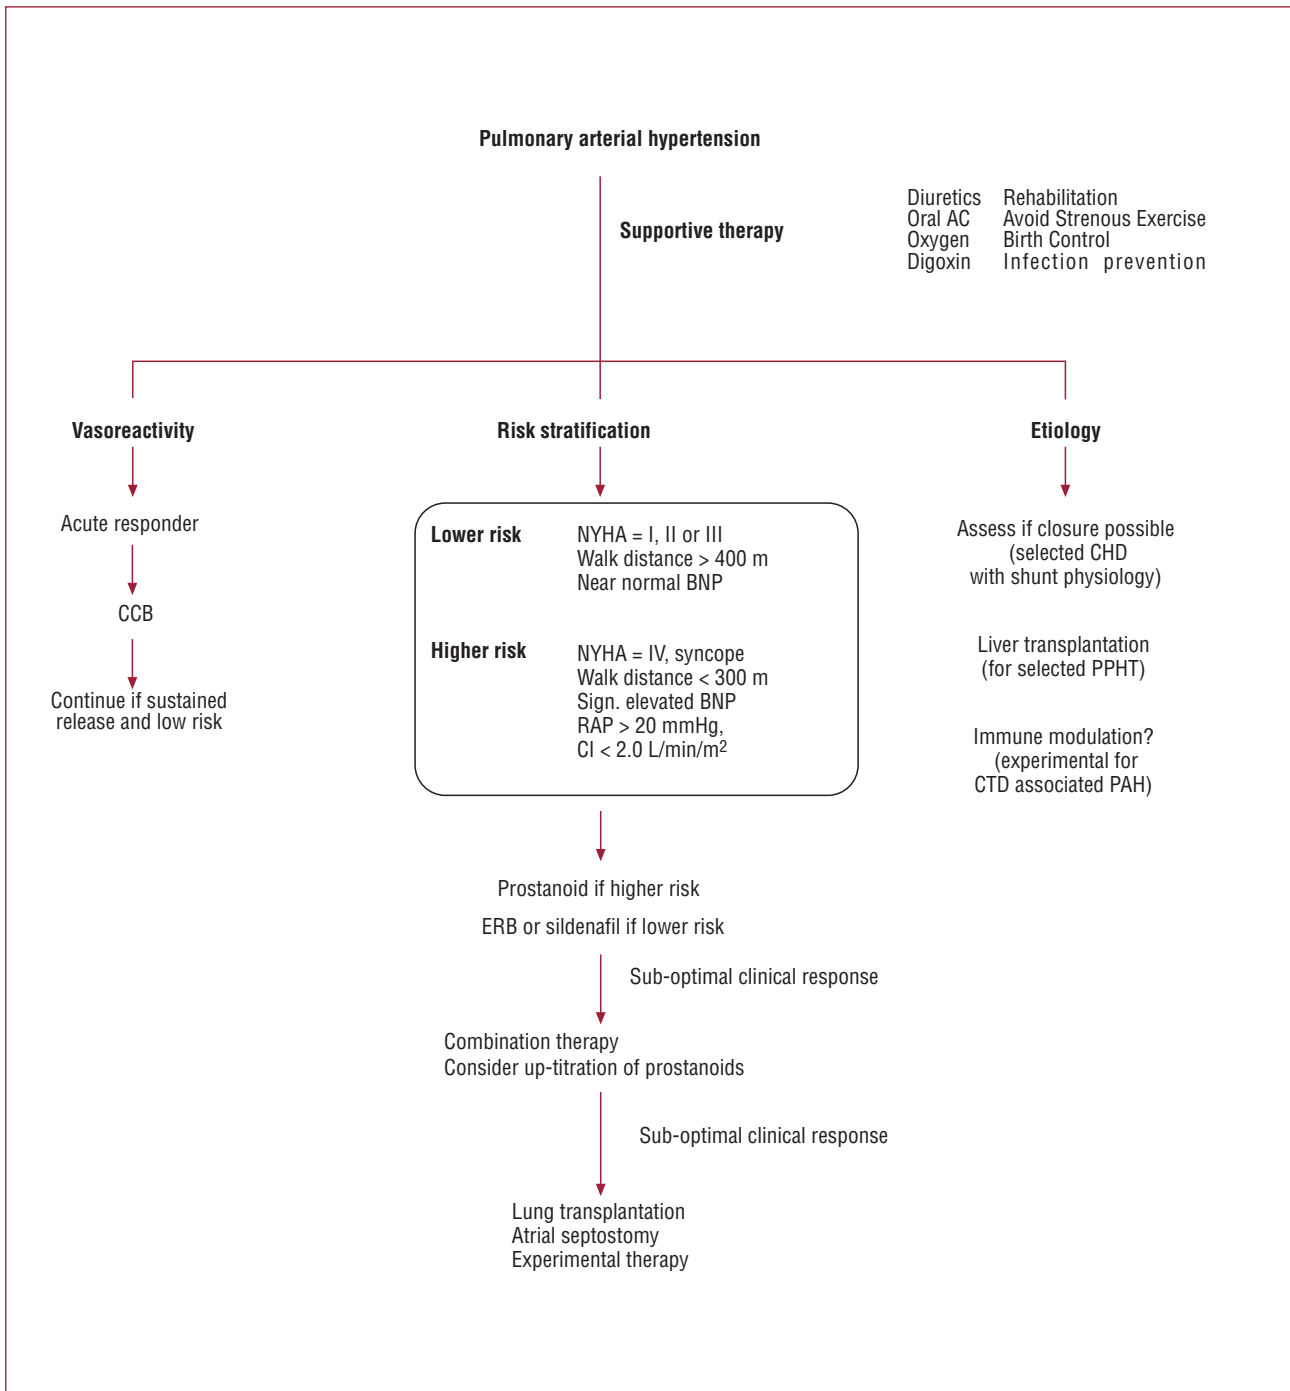 Pulmonary arterial hypertension
Supportive therapy
Diuretics Rehabilitation
Oral AC Avoid Strenous Exercise
Oxygen Birth Control
Digoxin Infection prevention
Vasoreactivity
Acute responder
CCB
Continue if sustained
release and low risk
Risk stratification
Lower risk NYHA = I, II or III
Walk distance > 400 m
Near normal BNP
Higher risk NYHA = IV, syncope
Walk distance < 300 m
Sign. elevated BNP
RAP > 20 mmHg,
CI < 2.0 L/min/m²
Prostanoid if higher risk
ERB or sildenafil if lower risk
Sub-optimal clinical response
Combination therapy
Consider up-titration of prostanoids
Sub-optimal clinical response
Lung transplantation
Atrial septostomy
Experimental therapy
Etiology
Assess if closure possible
(selected CHD
with shunt physiology)
Liver transplantation
(for selected PPHT)
Immune modulation?
(experimental for
CTD associated PAH)